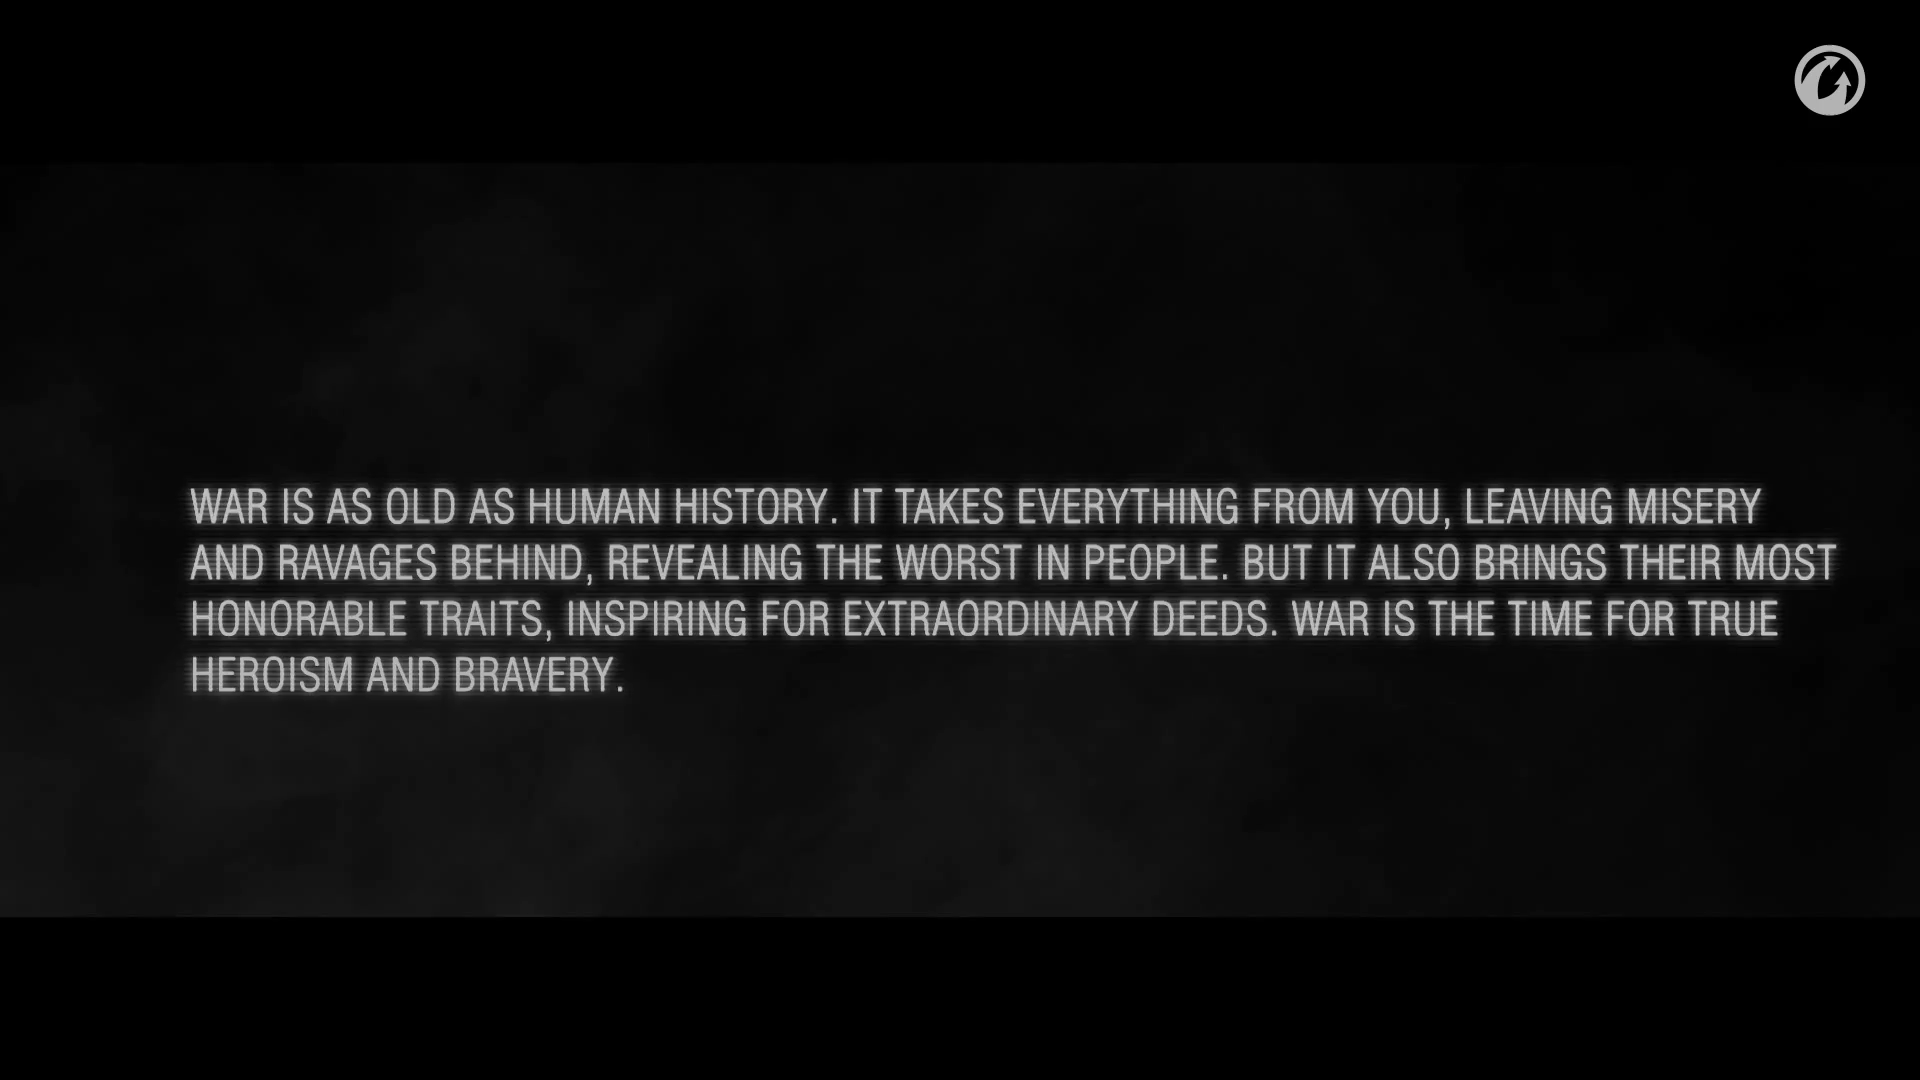 WAR IS AS OLD AS HUMAN HISTORY. IT TAKES EVERYTHING FROM YOU, LEAVING MISERY
AND RAVAGES BEHIND, REVEALING THE WORST IN PEOPLE. BUT IT ALSO BRINGS THEIR MOST
HONORABLE TRAITS, INSPIRING FOR EXTRAORDINARY DEEDS. WAR IS THE TIME FOR TRUE
HEROISM AND BRAVERY.